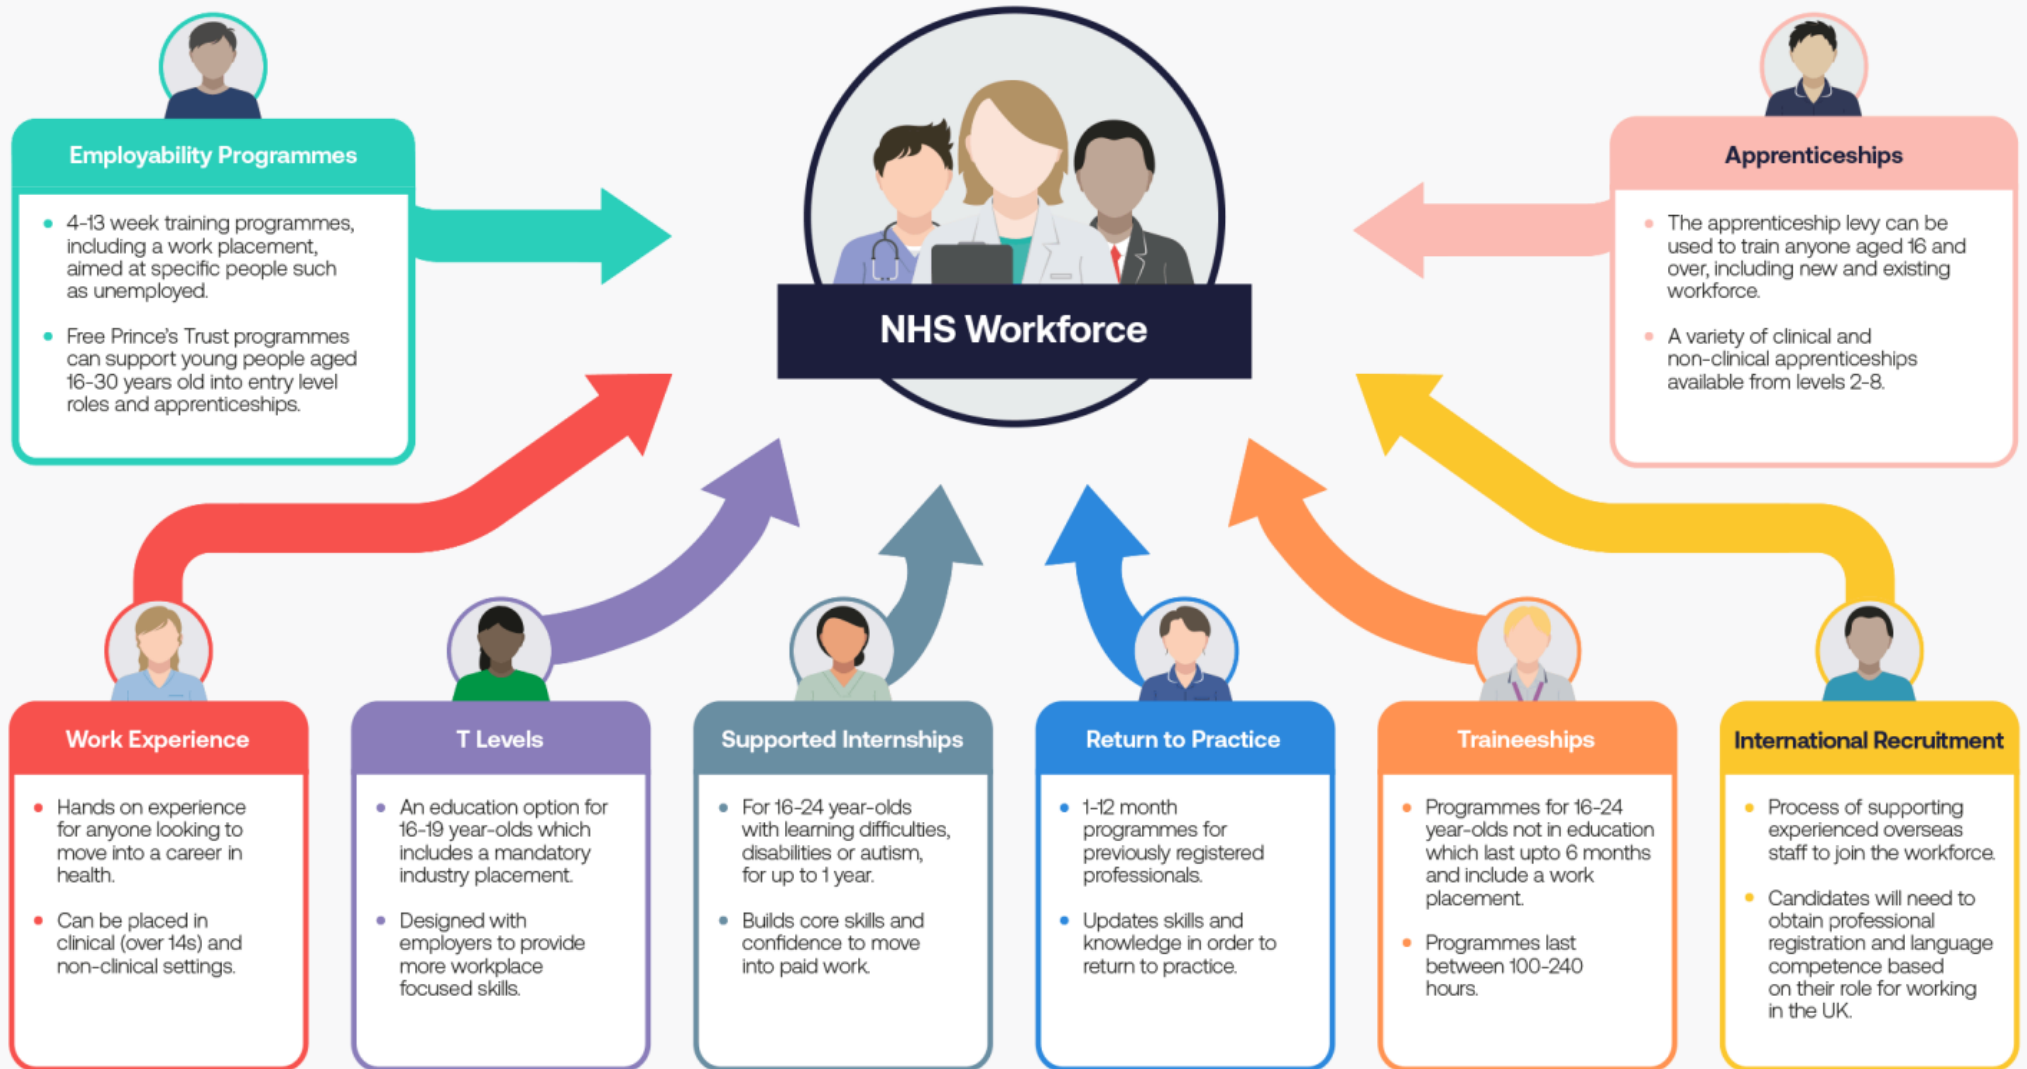 Employability Programmes
• 4-13 week training programmes,
including a work placement,
aimed at specific people such
as unemployed.
• Free Prince's Trust programmes
can support young people aged
16-30 years old into entry level
roles and apprenticeships.
NHS Workforce
Apprenticeships
• The apprenticeship levy can be
used to train anyone aged 16 and
over, including new and existing
workforce.
• A variety of clinical and
non-clinical apprenticeships
available from levels 2-8.
Work Experience
• Hands on experience
for anyone looking to
move into a career in
health.
• Can be placed in
clinical (over 14s) and
non-clinical settings.
T Levels
• An education option for
16-19 year-olds which
includes a mandatory
industry placement.
• Designed with
employers to provide
more workplace
focused skills.
Supported Internships
• For 16-24 year-olds
with learning difficulties,
disabilities or autism,
for up to 1 year.
• Builds core skills and
confidence to move
into paid work.
Return to Practice
• 1-12 month
programmes for
previously registered
professionals.
• Updates skills and
knowledge in order to
return to practice.
Traineeships
• Programmes for 16-24
year-olds not in education
which last upto 6 months
and include a work
placement.
• Programmes last
between 100-240
hours.
International Recruitment
• Process of supporting
experienced overseas
staff to join the workforce.
• Candidates will need to
obtain professional
registration and language
competence based
on their role for working
in the UK.